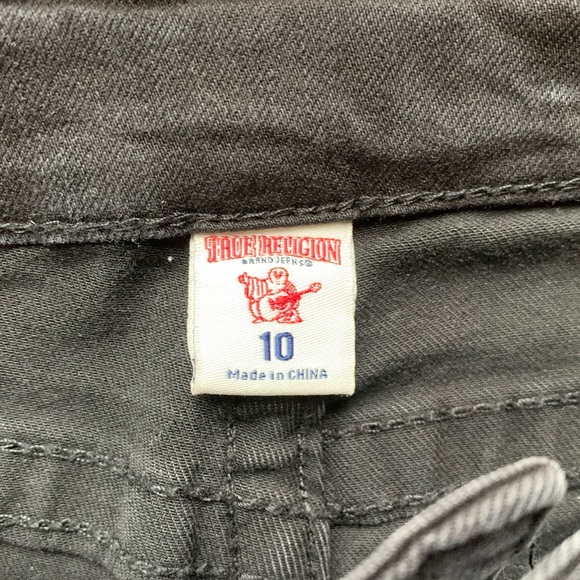 TRUE RELIGION
BRAND JEANS®
10
Made in CHINA